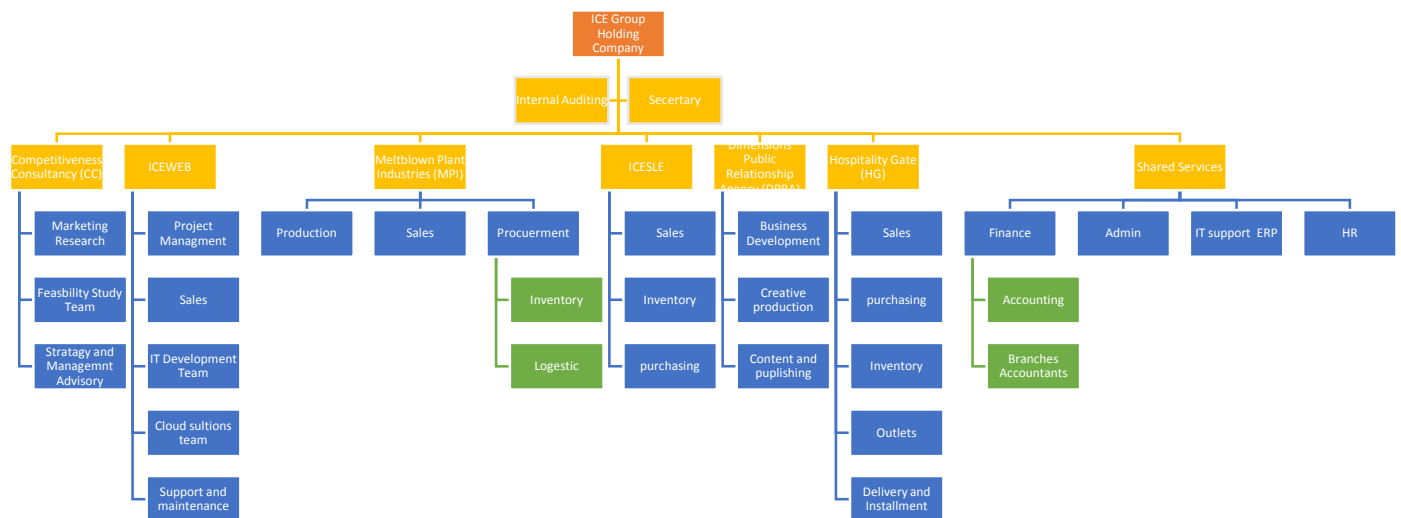 ICE Group
Holding
Company
Internal Auditing
Secertary
Competitiveness
Consultancy (CC)
ICEWEB
Meltblown Plant
Industries (MPI)
ICESLE
Dimensions
Public
Relationship
Agency (DPRA)
Hospitality Gate
(HG)
Shared Services
Marketing
Research
Feasbility Study
Team
Stratagy and
Managemnt
Advisory
Project
Managment
Sales
IT Development
Team
Cloud sultions
team
Support and
maintenance
Production
Sales
Procuerment
Inventory
Logestic
Sales
Inventory
purchasing
Business
Development
Creative
production
Content and
puplishing
Sales
purchasing
Inventory
Outlets
Delivery and
Installment
Finance
Accounting
Branches
Accountants
Admin
IT support  ERP
HR